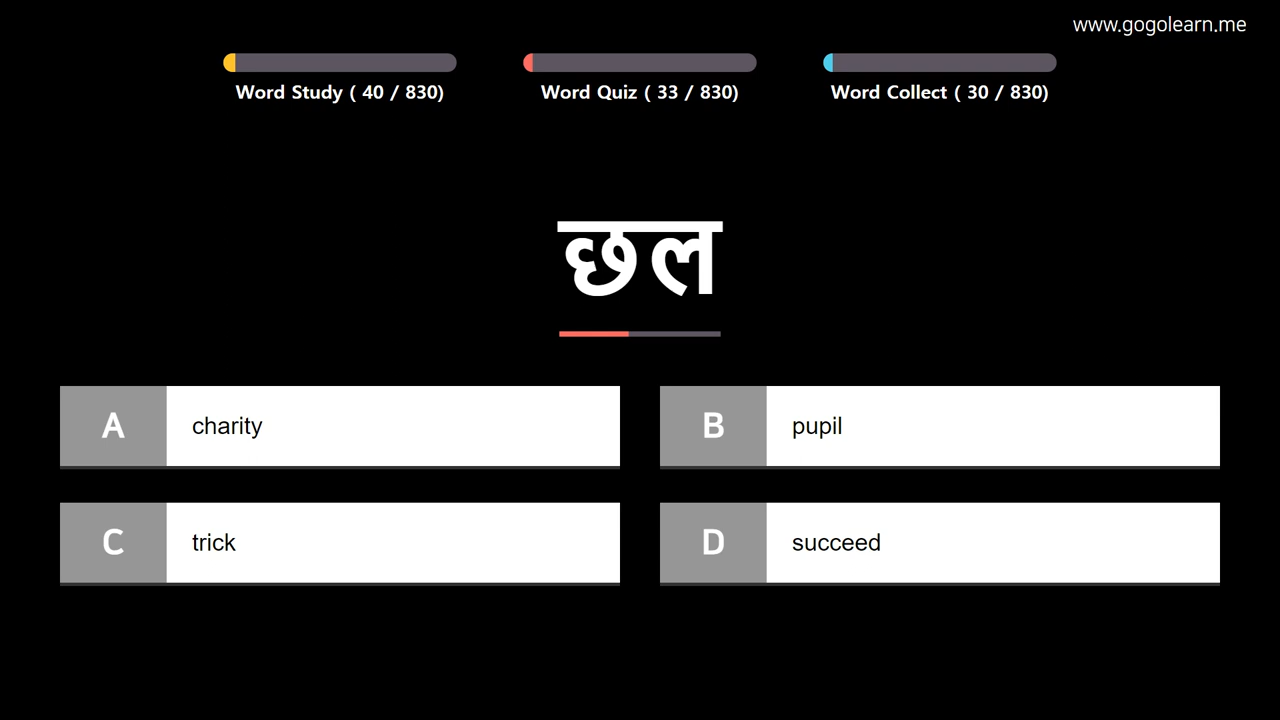 www.gogolearn.me
Word Study ( 40 / 830)
Word Quiz ( 33 / 830)
Word Collect ( 30 / 830)
छल
A charity
B pupil
C trick
D succeed